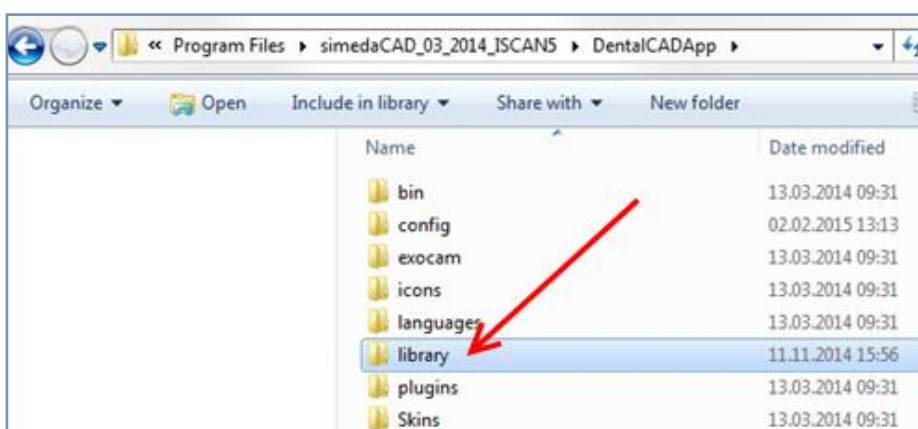 « Program Files ▸ simedaCAD_03_2014_ISCAN5 ▸ DentalCADApp ▸
Organize ▾ Open Include in library ▾ Share with ▾ New folder
Name Date modified
bin 13.03.2014 09:31
config 02.02.2015 13:13
exocam 13.03.2014 09:31
icons 13.03.2014 09:31
languages 13.03.2014 09:31
library 11.11.2014 15:56
plugins 13.03.2014 09:31
Skins 13.03.2014 09:31